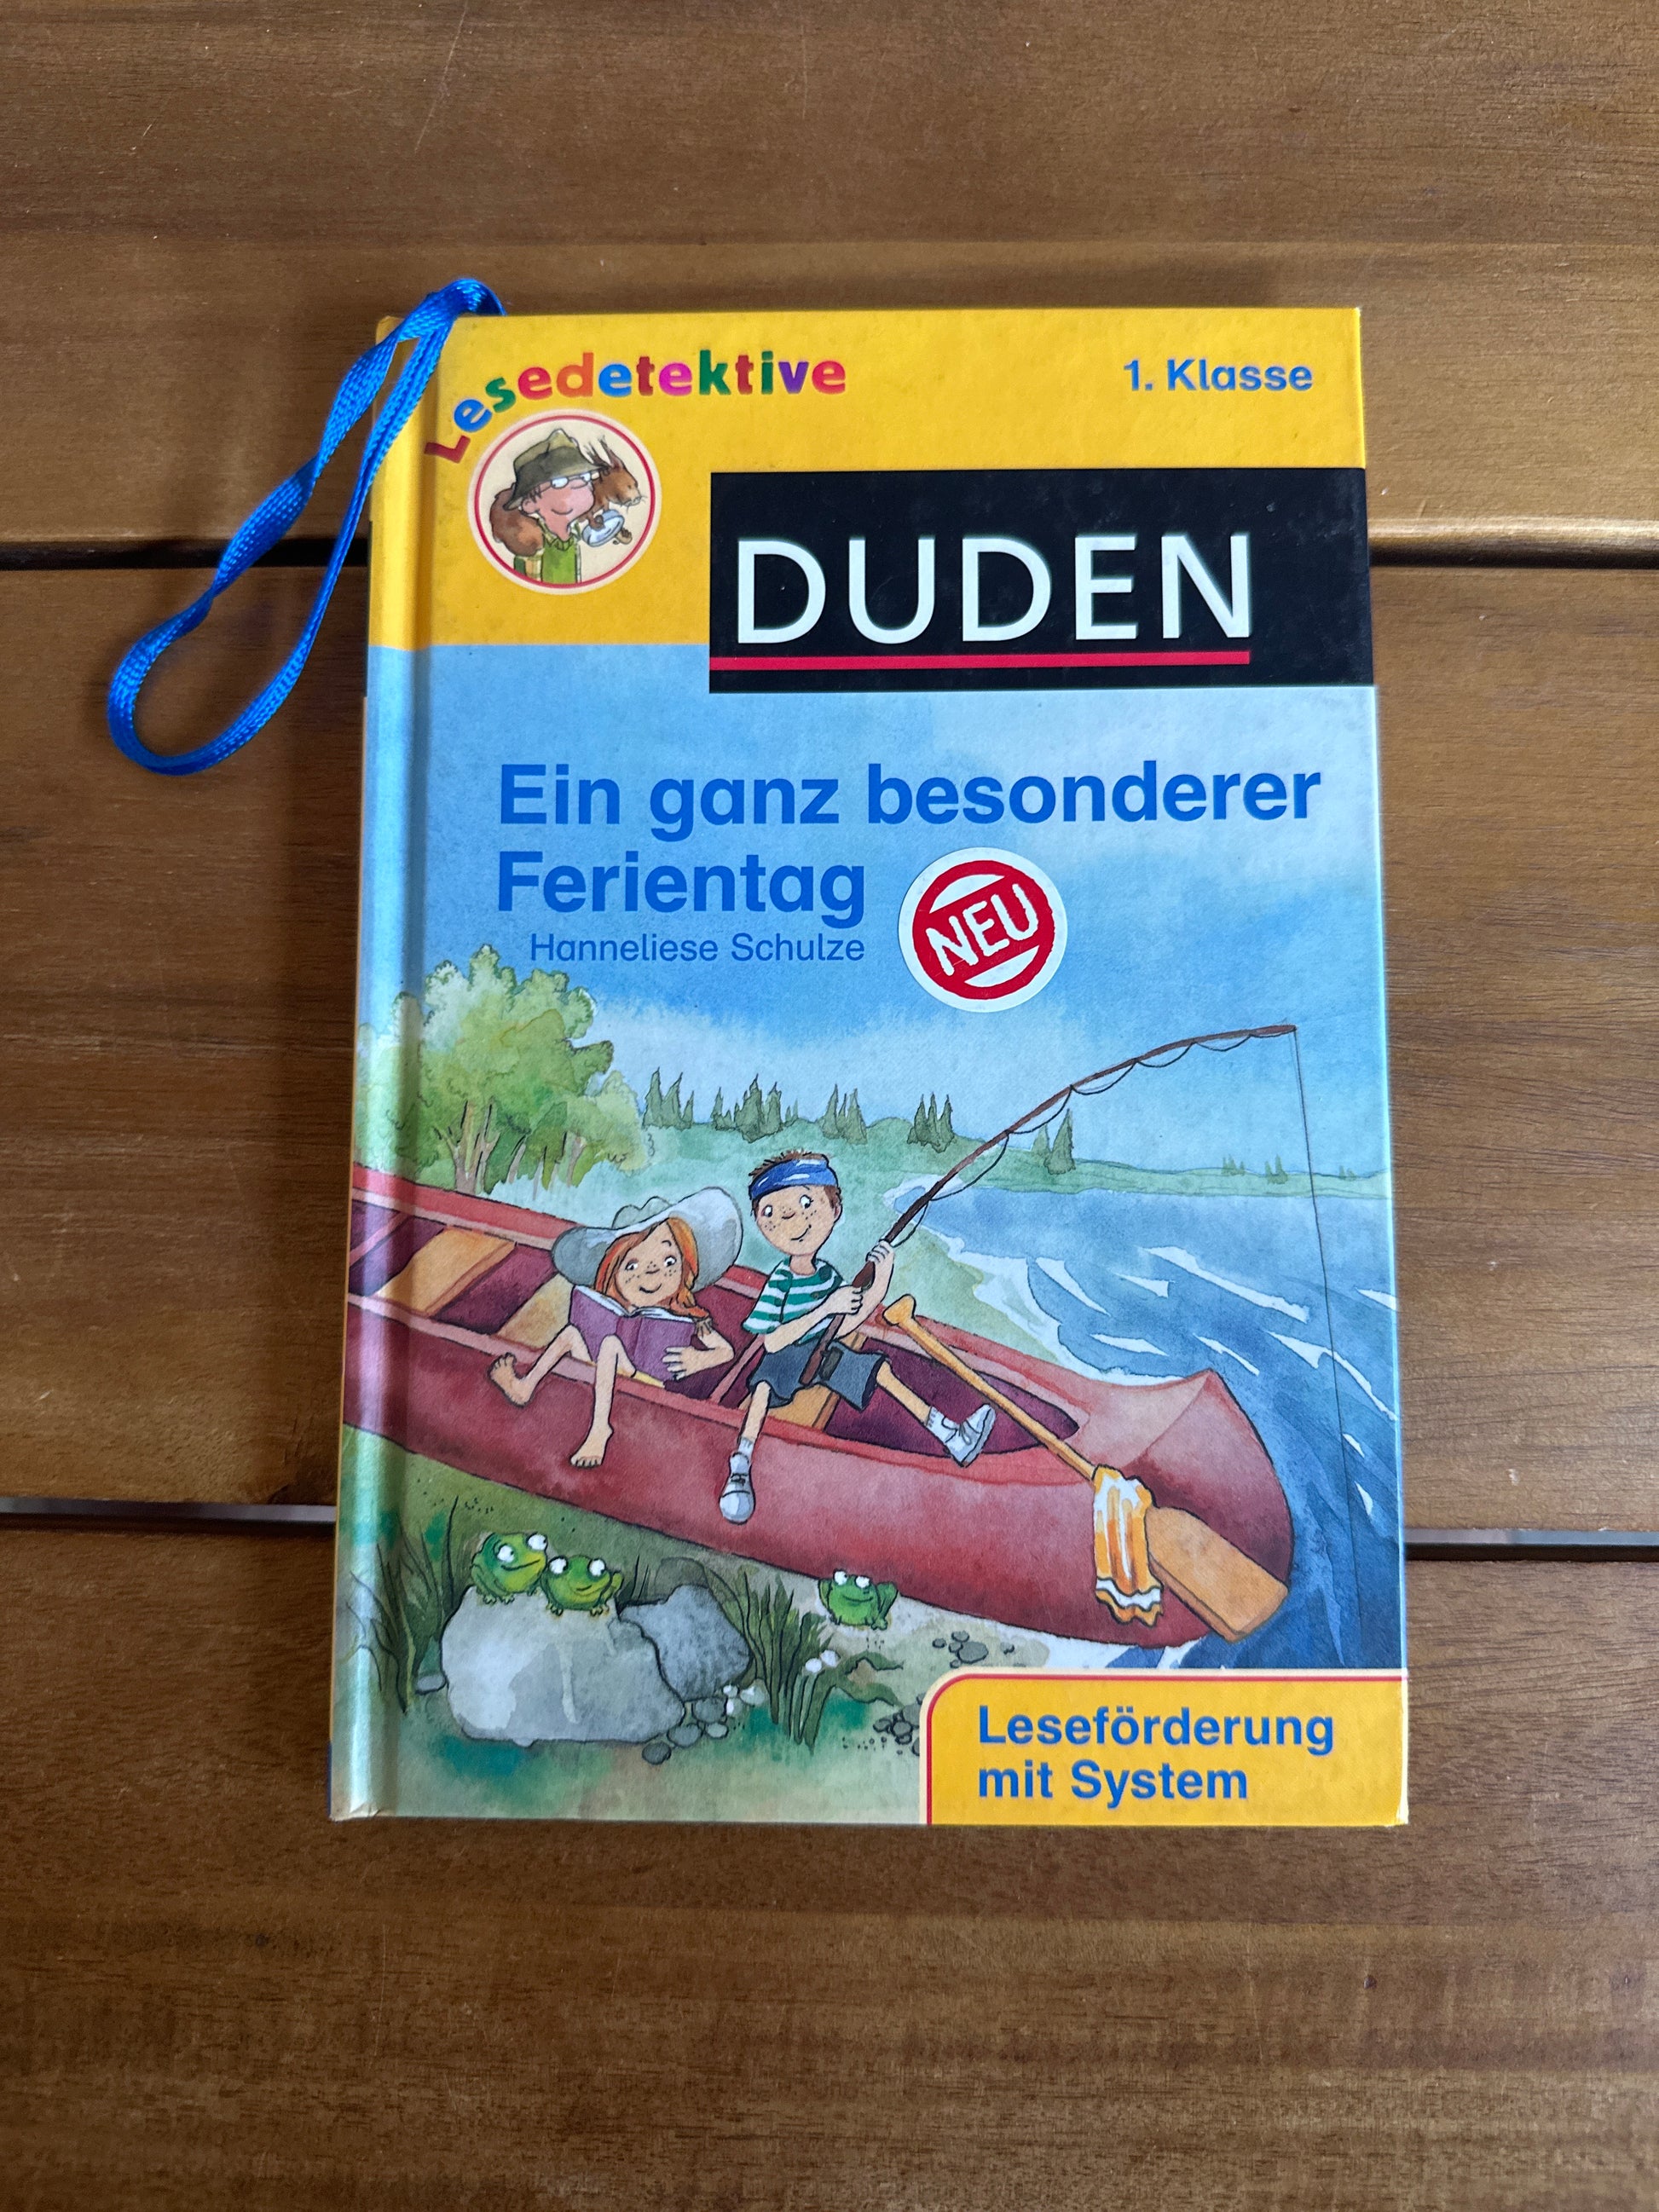 Lesedetektive
1. Klasse
DUDEN
Ein ganz besonderer
Ferientag
Hanneliese Schulze
NEU
Leseförderung
mit System